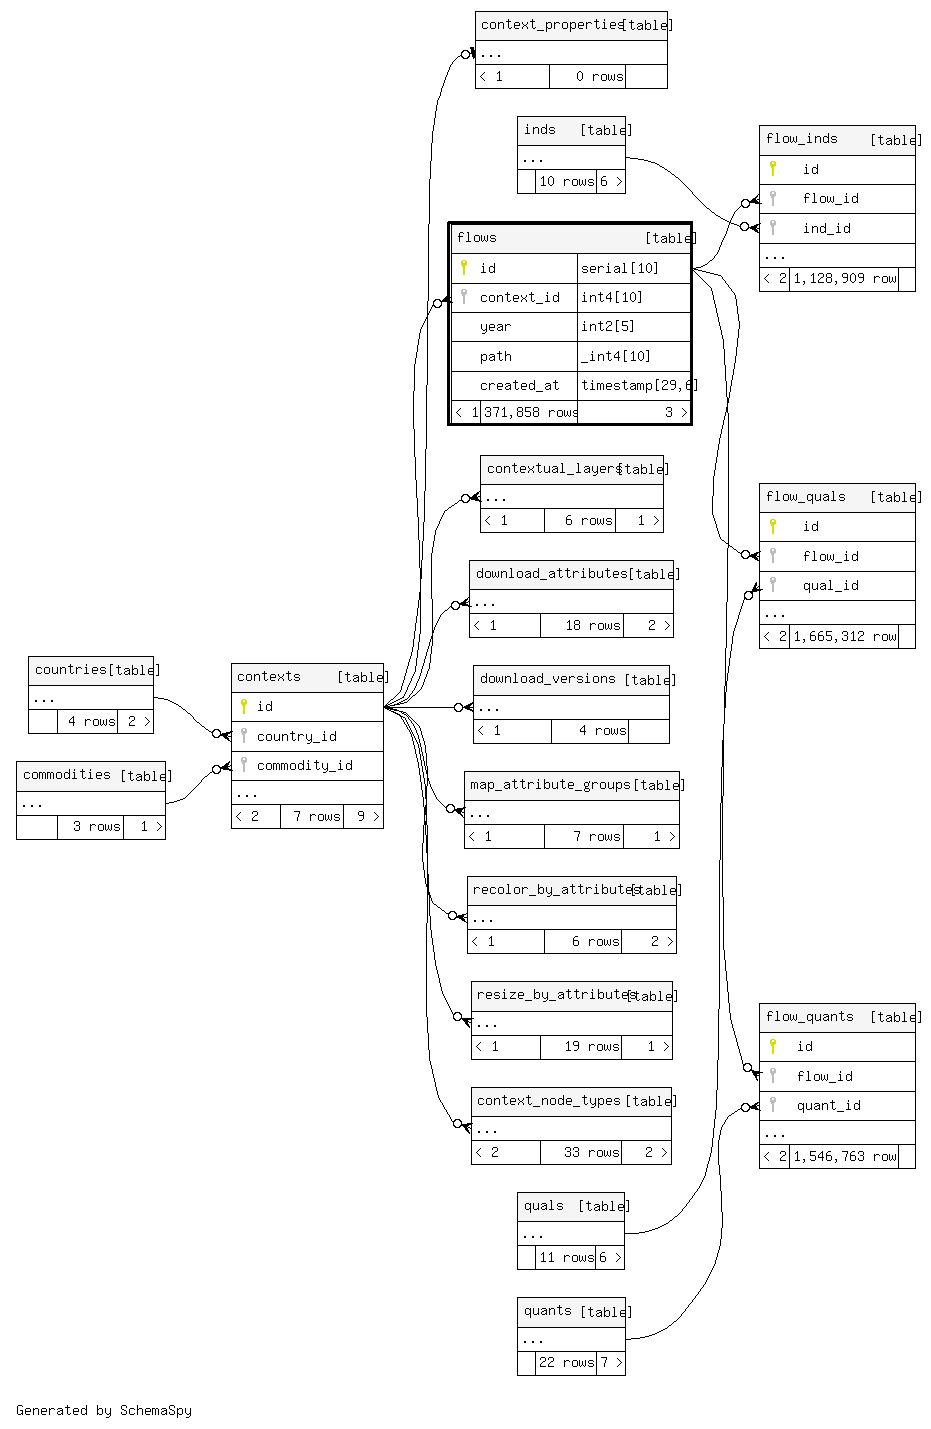 context_properties [table]
...
< 1 0 rows
inds [table]
...
10 rows 6 >
flow_inds [table]
id
flow_id
ind_id
...
< 2 1,128,909 row
flows [table]
id serial[10]
context_id int4[10]
year int2[5]
path _int4[10]
created_at timestamp[29,6]
< 1 371,858 rows 3 >
contextual_layers [table]
...
< 1 6 rows 1 >
flow_quals [table]
id
flow_id
qual_id
...
< 2 1,665,312 row
download_attributes [table]
...
< 1 18 rows 2 >
countries [table]
...
4 rows 2 >
commodities [table]
...
3 rows 1 >
contexts [table]
id
country_id
commodity_id
...
< 2 7 rows 9 >
download_versions [table]
...
< 1 4 rows
map_attribute_groups [table]
...
< 1 7 rows 1 >
recolor_by_attributes [table]
...
< 1 6 rows 2 >
resize_by_attributes [table]
...
< 1 19 rows 1 >
flow_quants [table]
id
flow_id
quant_id
...
< 2 1,546,763 row
context_node_types [table]
...
< 2 33 rows 2 >
quals [table]
...
11 rows 6 >
quants [table]
...
22 rows 7 >
Generated by SchemaSpy